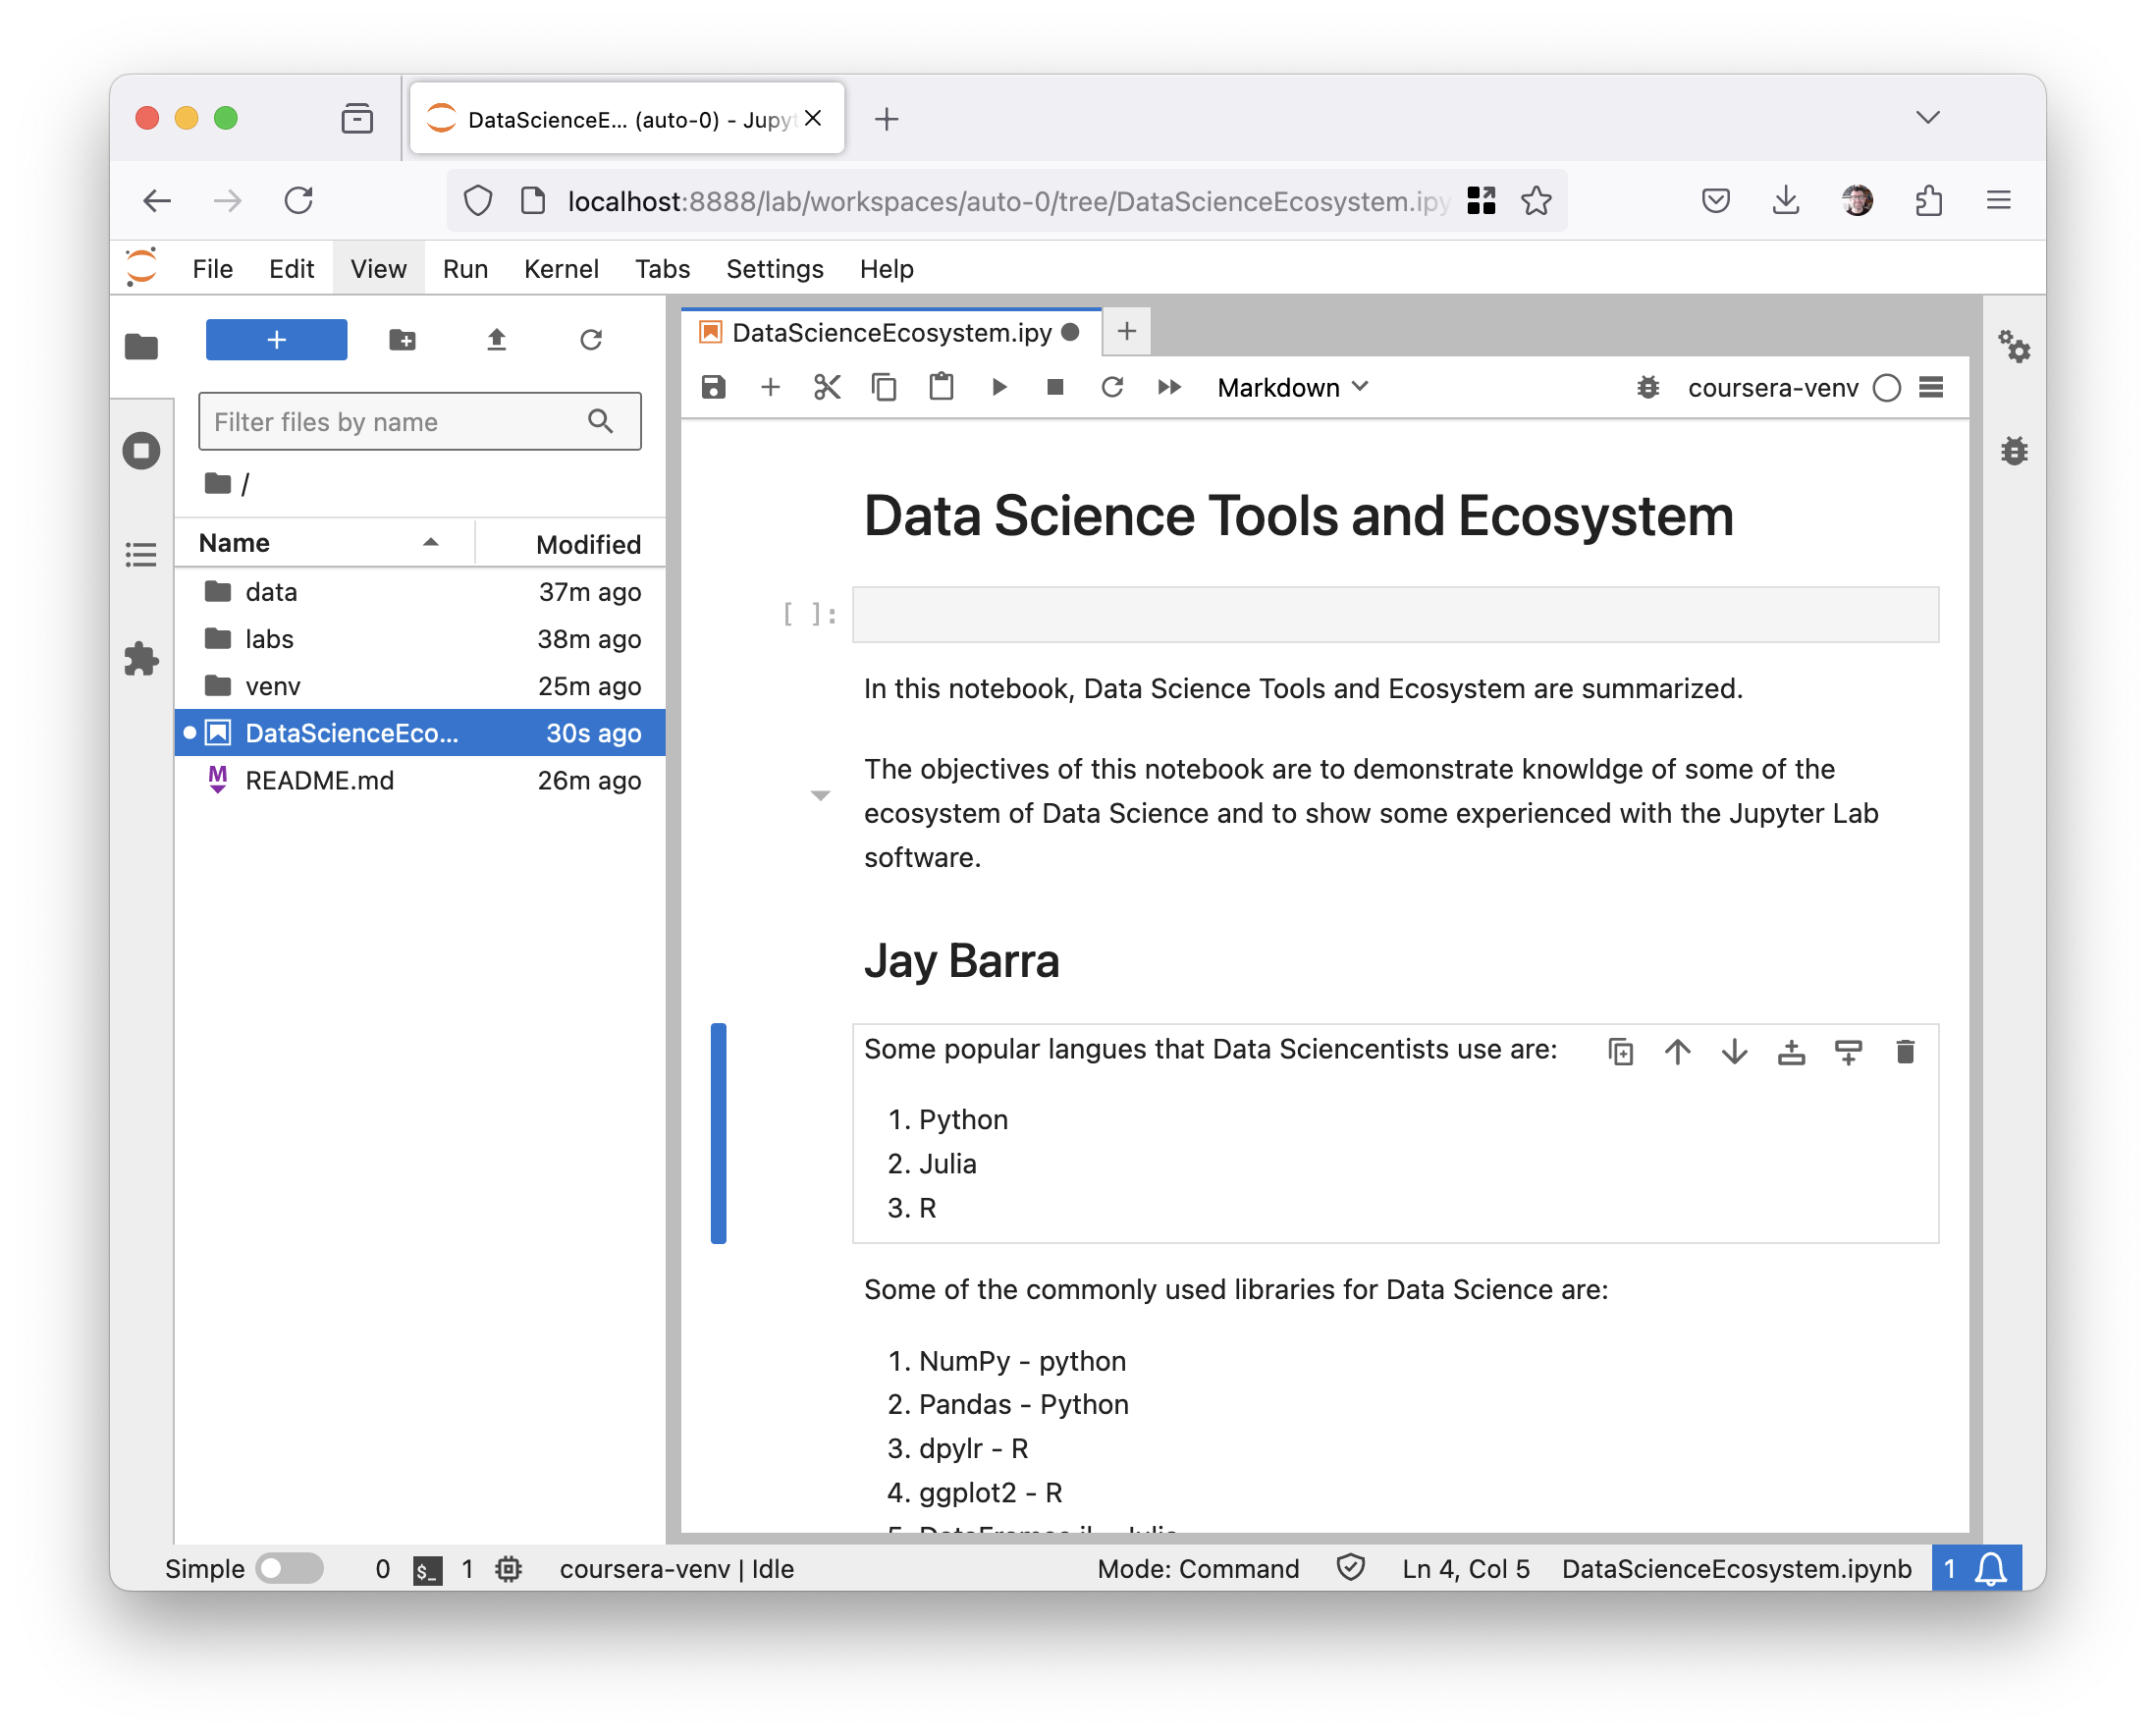 DataScienceE... (auto-0) - Jupyt
localhost:8888/lab/workspaces/auto-0/tree/DataScienceEcosystem.ipy
File Edit View Run Kernel Tabs Settings Help
Filter files by name
/
Name Modified
data 37m ago
labs 38m ago
venv 25m ago
DataScienceEco... 30s ago
README.md 26m ago
DataScienceEcosystem.ipy
Markdown coursera-venv
Data Science Tools and Ecosystem
[ ]:
In this notebook, Data Science Tools and Ecosystem are summarized.
The objectives of this notebook are to demonstrate knowldge of some of the
ecosystem of Data Science and to show some experienced with the Jupyter Lab
software.
Jay Barra
Some popular langues that Data Sciencentists use are:
1. Python
2. Julia
3. R
Some of the commonly used libraries for Data Science are:
1. NumPy - python
2. Pandas - Python
3. dpylr - R
4. ggplot2 - R
Simple 0 $_ 1 coursera-venv | Idle Mode: Command Ln 4, Col 5 DataScienceEcosystem.ipynb 1